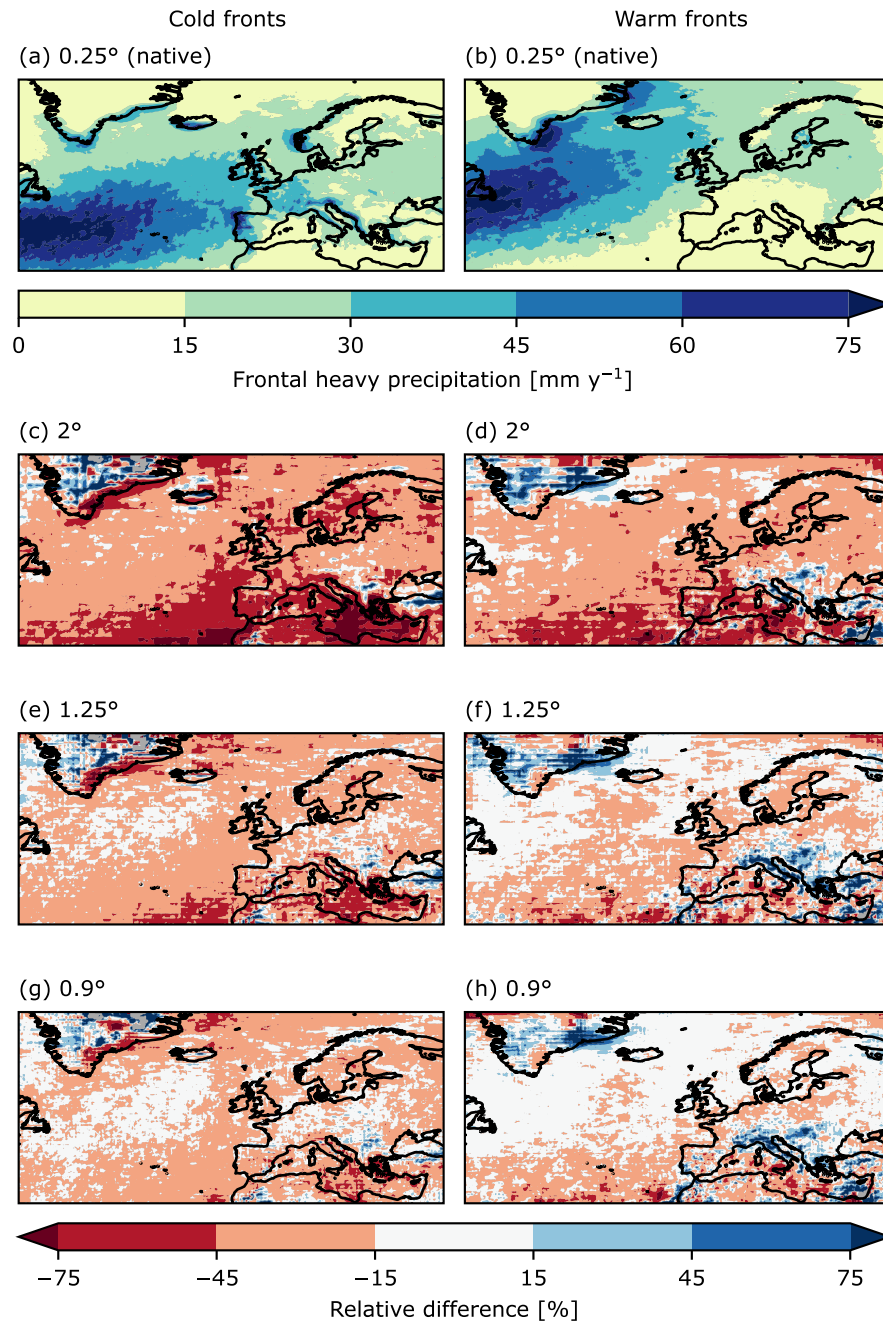 Cold fronts
Warm fronts
(a) 0.25° (native)
(b) 0.25° (native)
0 15 30 45 60 75
Frontal heavy precipitation [mm y⁻¹]
(c) 2°
(d) 2°
(e) 1.25°
(f) 1.25°
(g) 0.9°
(h) 0.9°
−75 −45 −15 15 45 75
Relative difference [%]